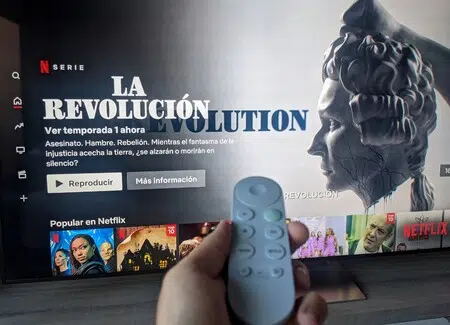 N SERIE
LA
REVOLUCIÓN
EVOLUTION
Ver temporada 1 ahora
Asesinato. Hambre. Rebelión. Mientras el fantasma de la
injusticia acecha la tierra, ¿se alzarán o morirán en
silencio?
Reproducir
Más información
REVOLUCIÓN
16
Popular en Netflix
NETFLIX